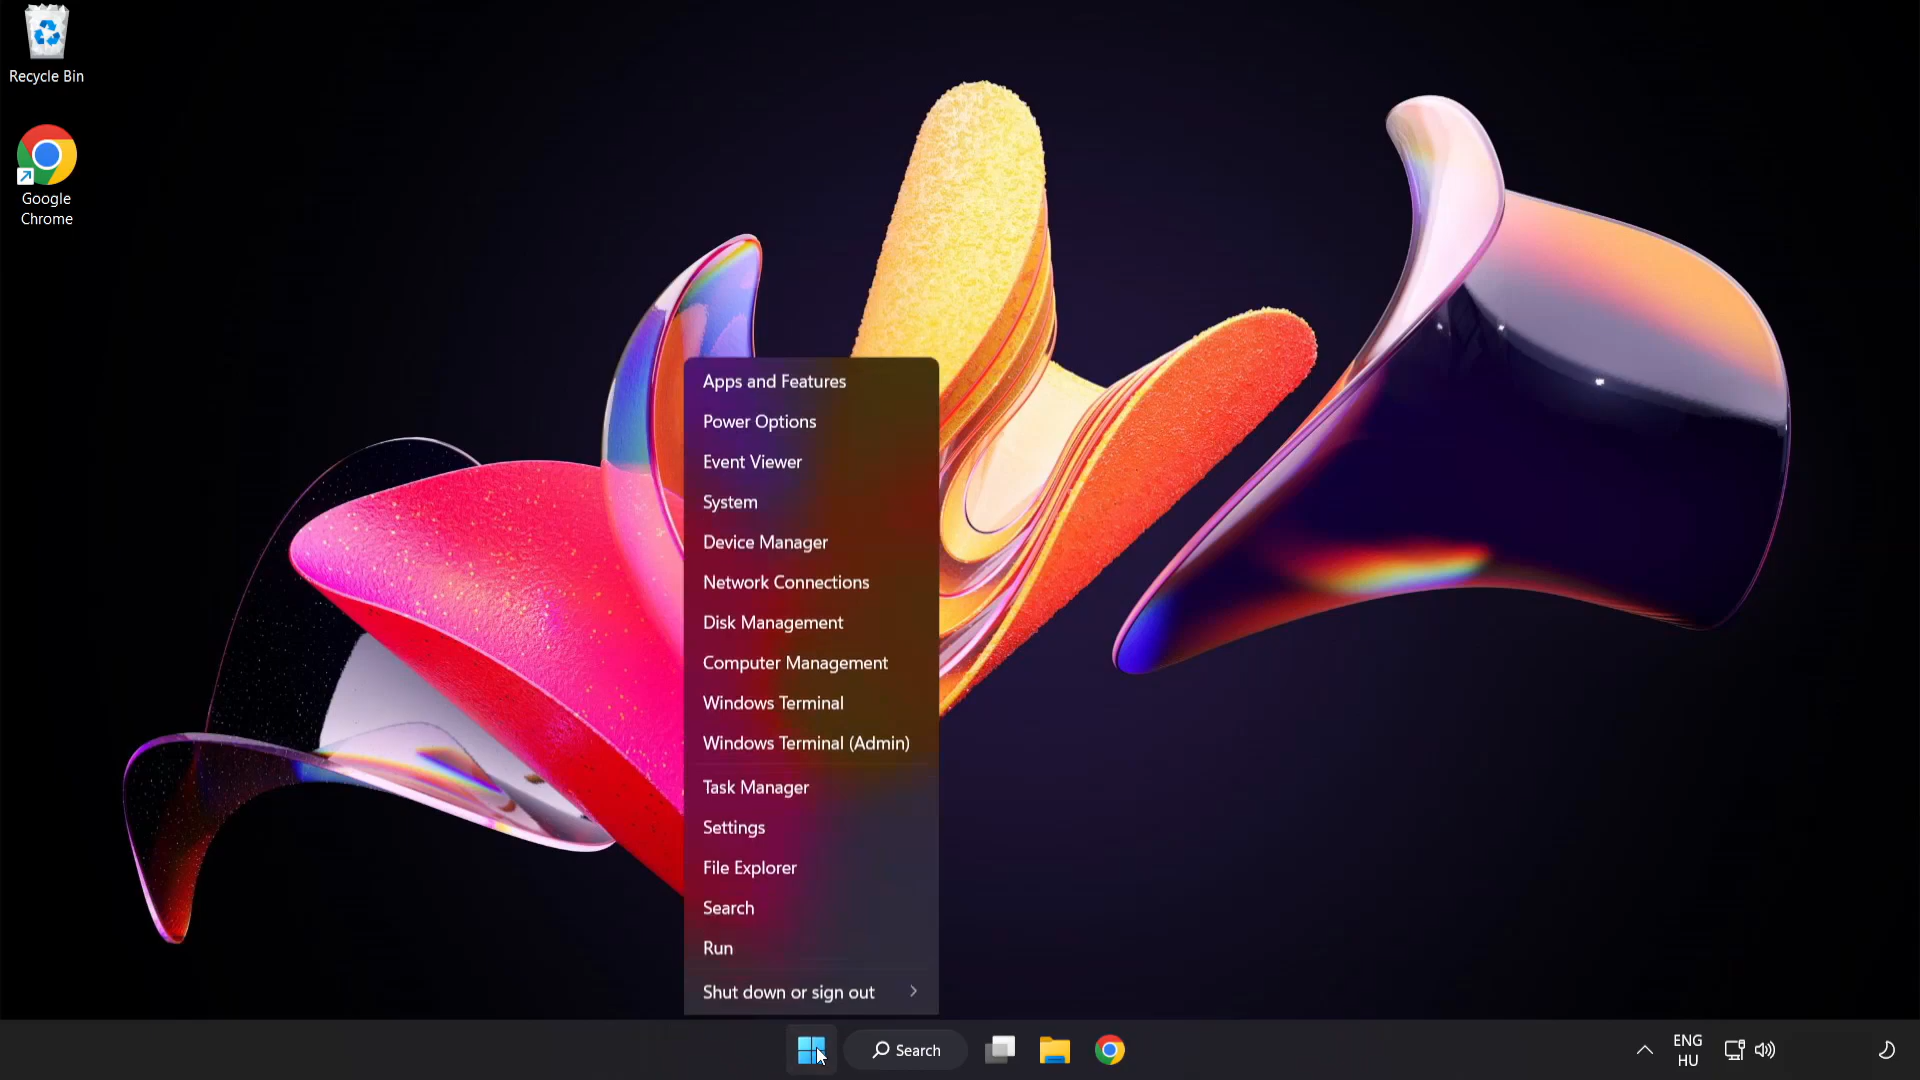 Recycle Bin
Google
Chrome
Apps and Features
Power Options
Event Viewer
System
Device Manager
Network Connections
Disk Management
Computer Management
Windows Terminal
Windows Terminal (Admin)
Task Manager
Settings
File Explorer
Search
Run
Shut down or sign out
Search
ENG
HU